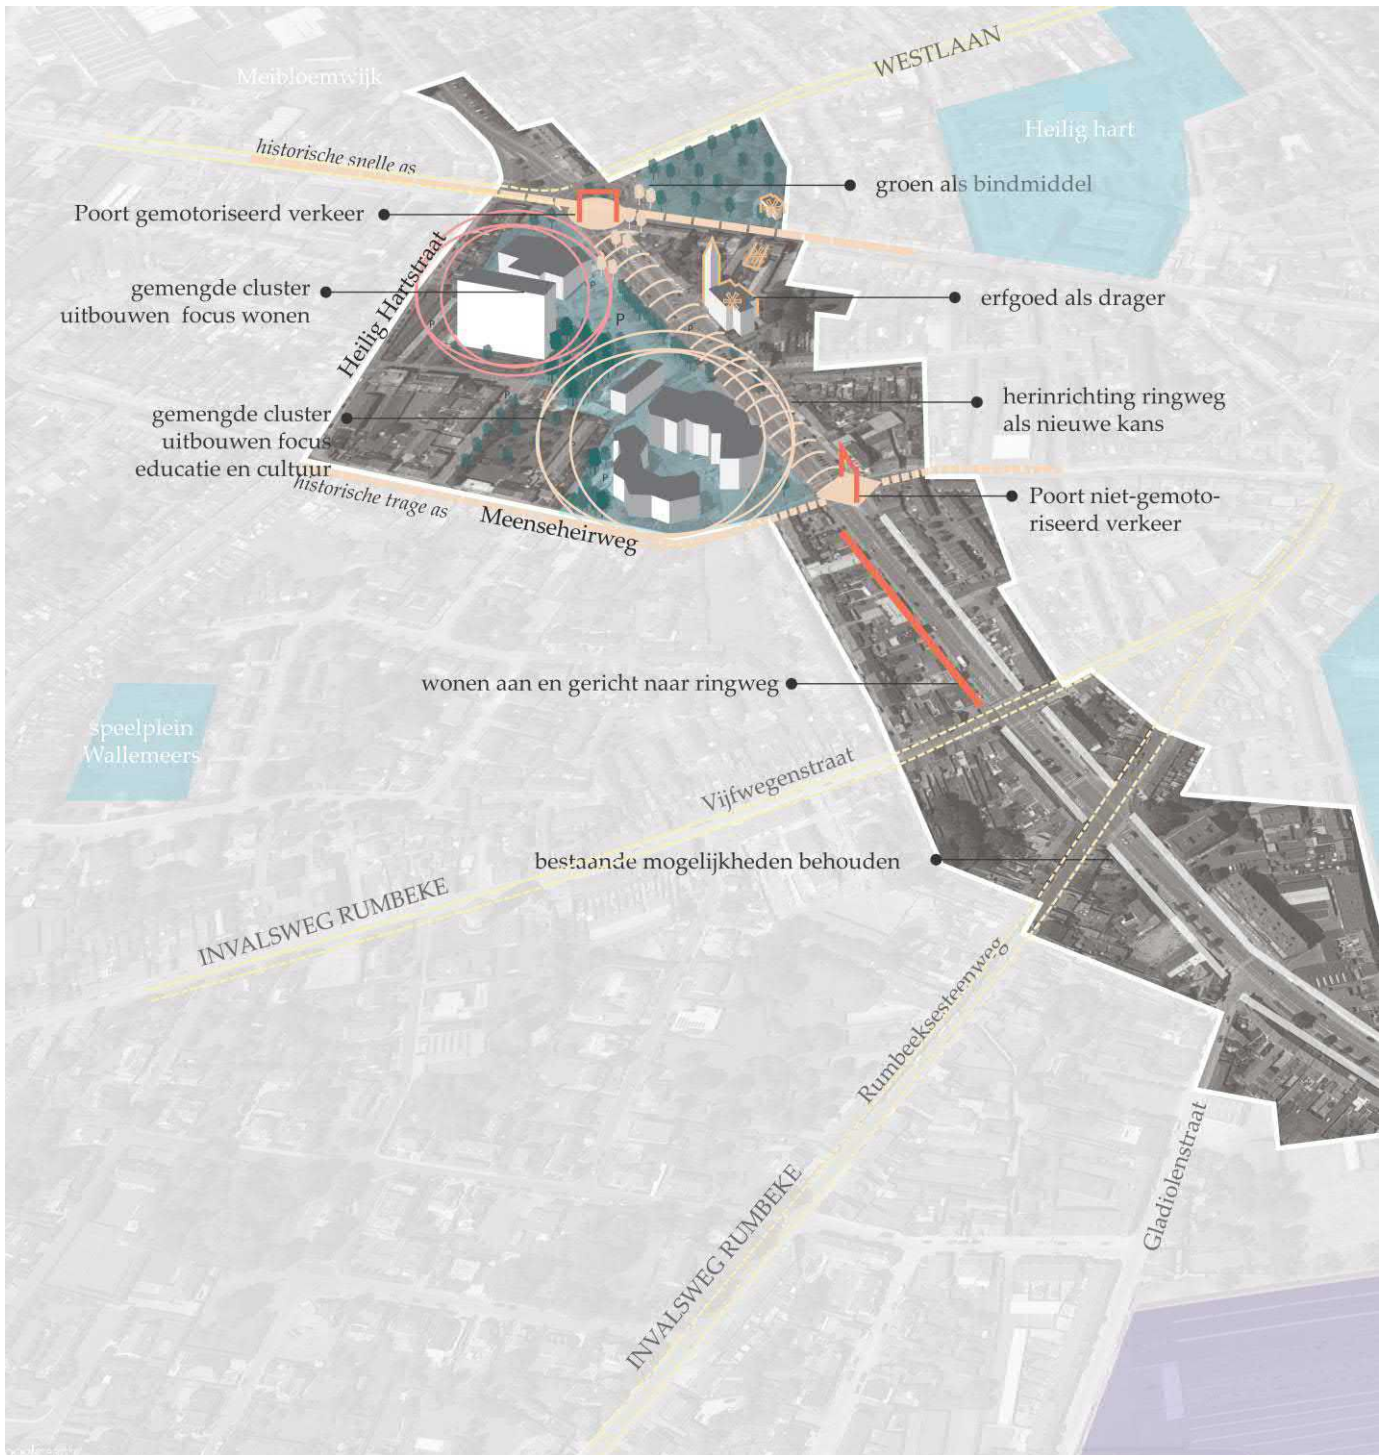 WESTLAAN
Meibloemwijk
Heilig hart
historische snelle as
groen als bindmiddel
Poort gemotoriseerd verkeer
Heilig Hartstraat
gemengde cluster
uitbouwen focus wonen
erfgoed als drager
P
P
P
P
herinrichting ringweg
als nieuwe kans
gemengde cluster
uitbouwen focus
educatie en cultuur
P
P
historische trage as
Meenseheirweg
Poort niet-gemoto-
riseerd verkeer
wonen aan en gericht naar ringweg
speelplein
Wallemeers
Vijfwegenstraat
bestaande mogelijkheden behouden
INVALSWEG RUMBEKE
Rumbeeksesteenweg
Gladiolenstraat
INVALSWEG RUMBEKE